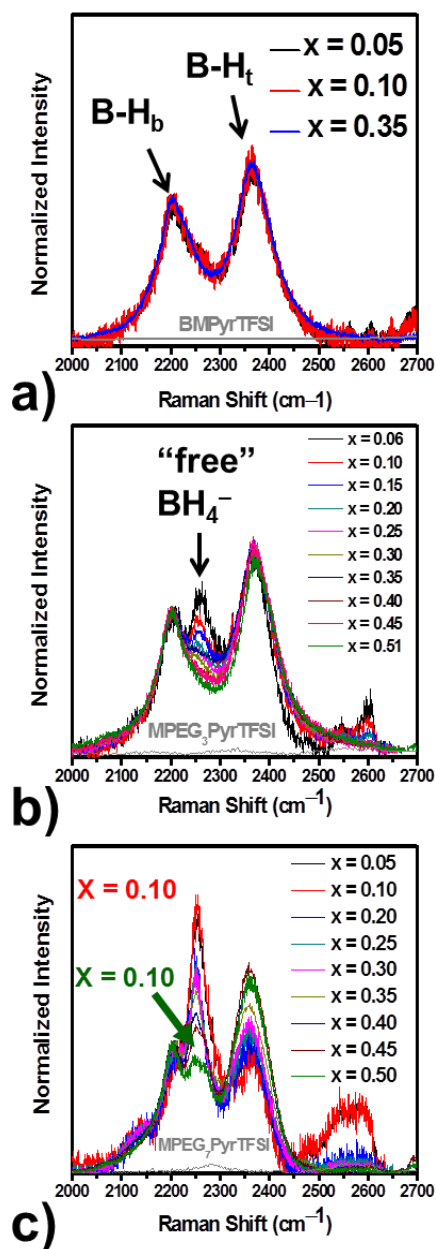 x = 0.05
x = 0.10
x = 0.35
B-Hb
B-Ht
BMPyrTFSI
Normalized Intensity
2000 2100 2200 2300 2400 2500 2600 2700
Raman Shift (cm–1)
a)
"free"
BH4–
x = 0.06
x = 0.10
x = 0.15
x = 0.20
x = 0.25
x = 0.30
x = 0.35
x = 0.40
x = 0.45
x = 0.51
MPEG3PyrTFSI
Normalized Intensity
2000 2100 2200 2300 2400 2500 2600 2700
Raman Shift (cm–1)
b)
X = 0.10
X = 0.10
x = 0.05
x = 0.10
x = 0.20
x = 0.25
x = 0.30
x = 0.35
x = 0.40
x = 0.45
x = 0.50
MPEG7PyrTFSI
Normalized Intensity
2000 2100 2200 2300 2400 2500 2600 2700
Raman Shift (cm–1)
c)